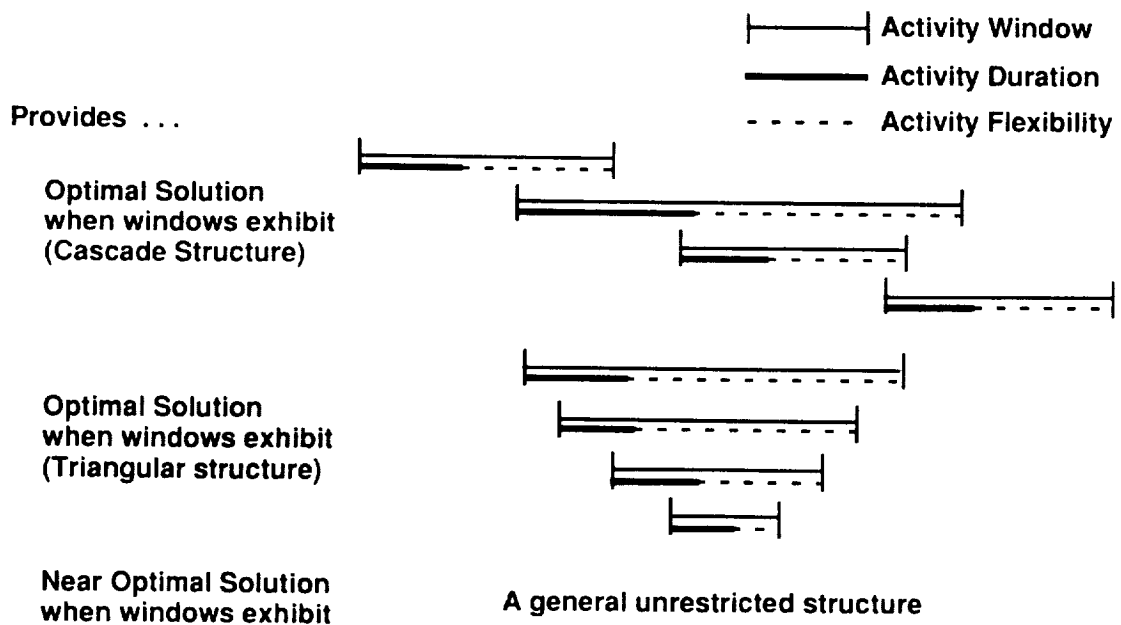 Activity Window
Activity Duration
Activity Flexibility
Provides ...
Optimal Solution
when windows exhibit
(Cascade Structure)
Optimal Solution
when windows exhibit
(Triangular structure)
Near Optimal Solution
when windows exhibit
A general unrestricted structure